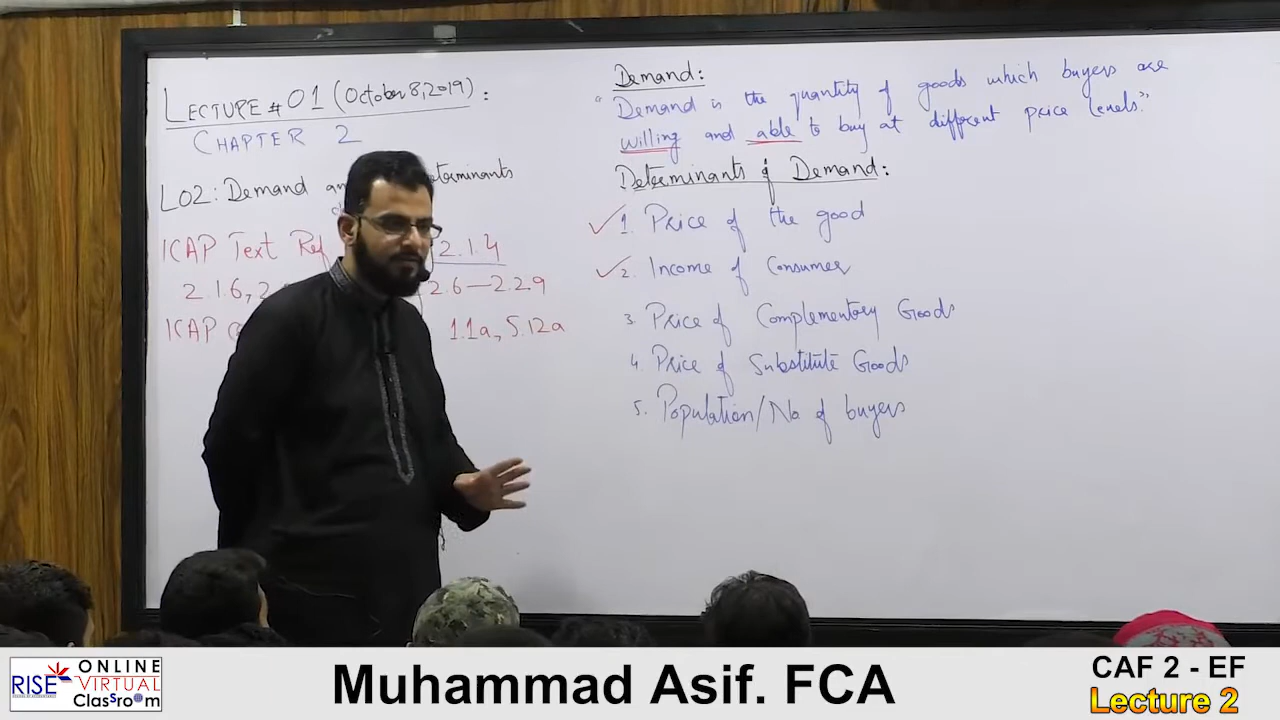 LECTURE # 01 (October 8, 2019) :
CHAPTER 2
LO2: Demand an eterminants
ICAP Text Ref 2.1.4
2.1.6, 2 2.6—2.2.9
ICAP 1.1a, 5.12a
Demand:
"Demand is the quantity of goods which buyers are
willing and able to buy at different price levels."
Determinants of Demand:
1. Price of the good
2. Income of Consumer
3. Price of Complementary Goods
4. Price of Substitute Goods
5. Population/No of buyers
RISE
ONLINE
VIRTUAL
ClasSroom
Muhammad Asif. FCA
CAF 2 - EF
Lecture 2